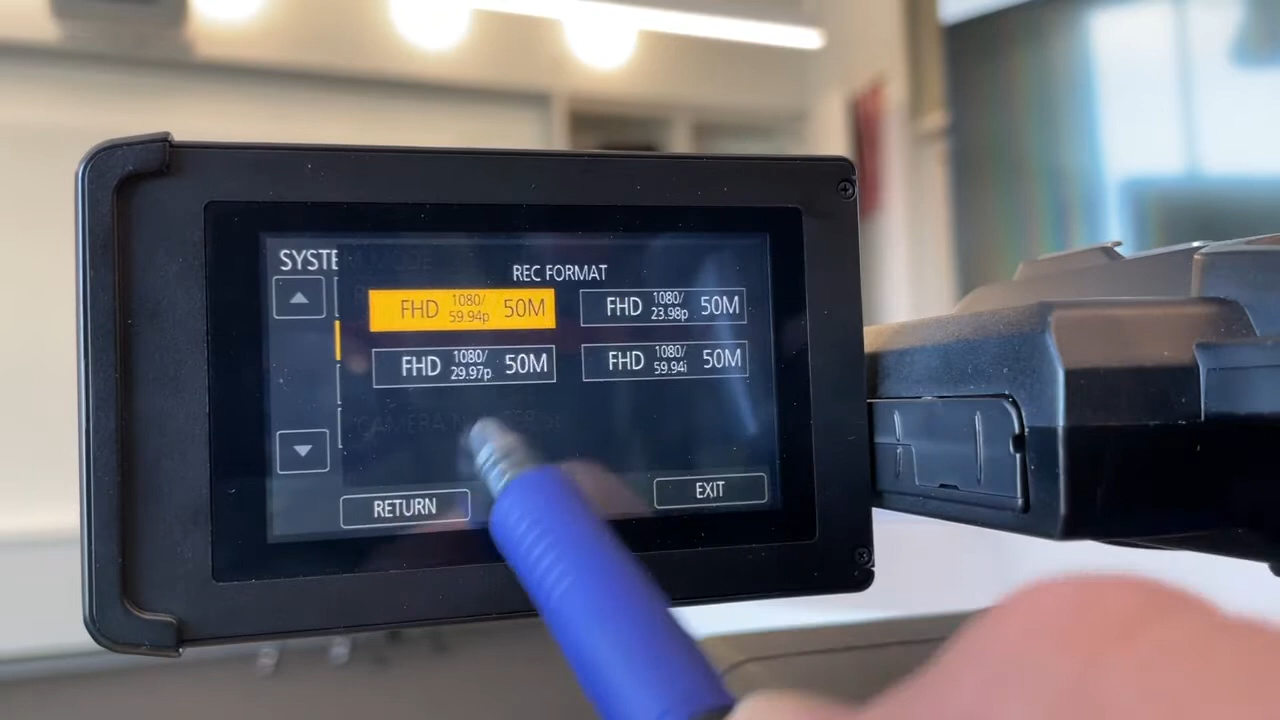 SYSTE
REC FORMAT
FHD 1080/59.94p 50M
FHD 1080/23.98p 50M
FHD 1080/29.97p 50M
FHD 1080/59.94i 50M
CAMERA
RETURN
EXIT